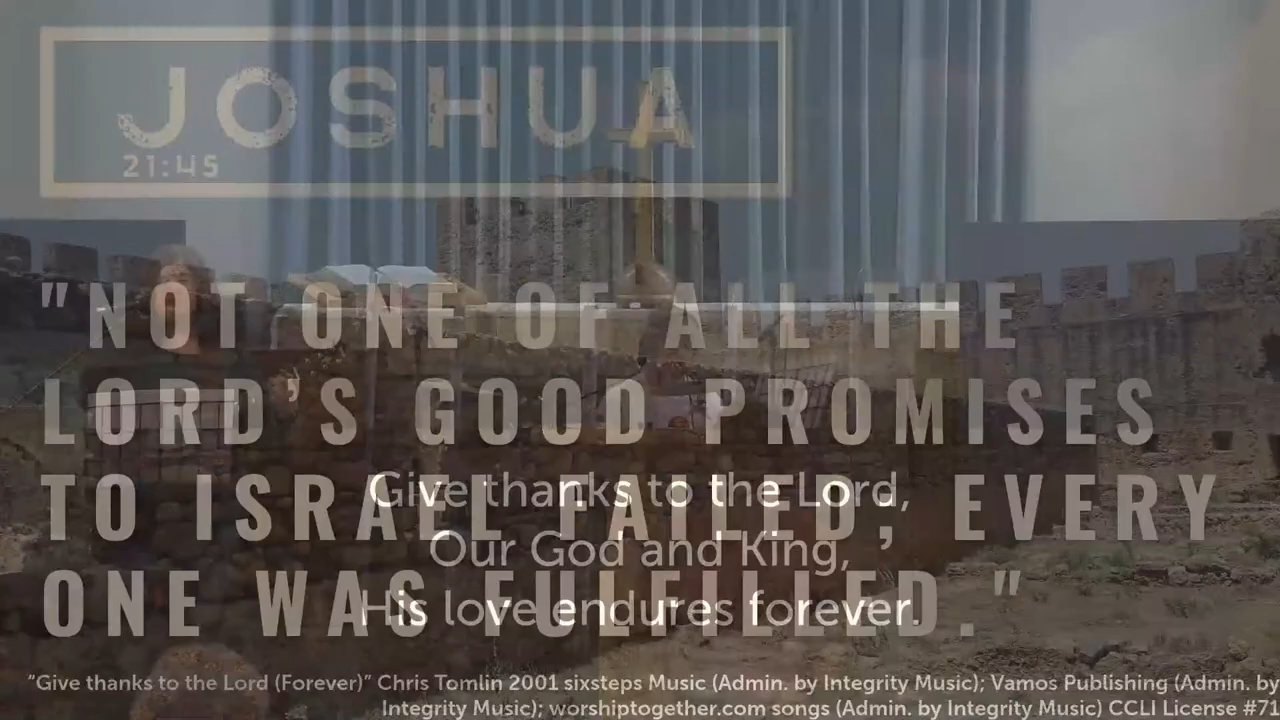 JOSHUA
21:45
"NOT ONE OF ALL THE
LORD'S GOOD PROMISES
TO ISRAEL FAILED; EVERY
ONE WAS FULFILLED."
Give thanks to the Lord,
Our God and King,
His love endures forever.
“Give thanks to the Lord (Forever)” Chris Tomlin 2001 sixsteps Music (Admin. by Integrity Music); Vamos Publishing (Admin. by
Integrity Music); worshiptogether.com songs (Admin. by Integrity Music) CCLI License #71